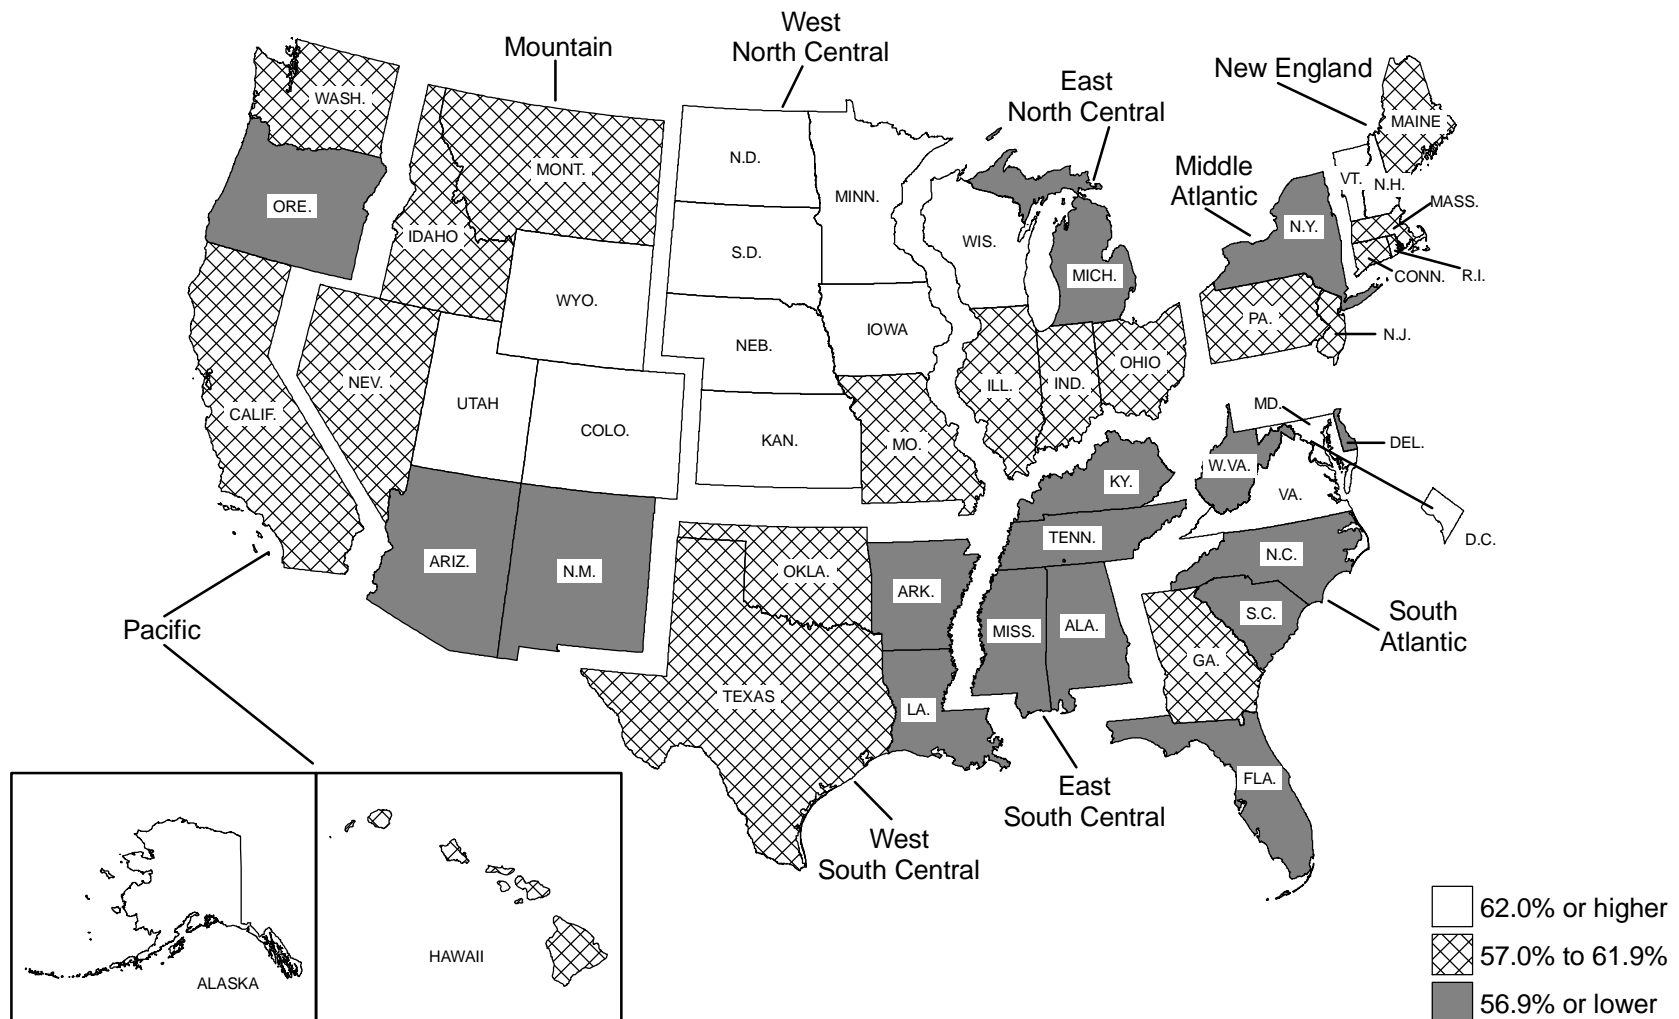 West
North Central
Mountain
New England
East
North Central
WASH.
MAINE
N.D.
MONT.
MINN.
Middle
Atlantic
VT.
N.H.
ORE.
MASS.
IDAHO
WIS.
N.Y.
S.D.
MICH.
CONN.
R.I.
WYO.
IOWA
PA.
N.J.
NEB.
OHIO
NEV.
ILL.
IND.
UTAH
MD.
CALIF.
COLO.
KAN.
MO.
DEL.
W.VA.
KY.
VA.
TENN.
D.C.
ARIZ.
N.M.
OKLA.
N.C.
ARK.
S.C.
South
Atlantic
Pacific
MISS.
ALA.
GA.
TEXAS
LA.
FLA.
East
South Central
West
South Central
HAWAII
ALASKA
62.0% or higher
57.0% to 61.9%
56.9% or lower